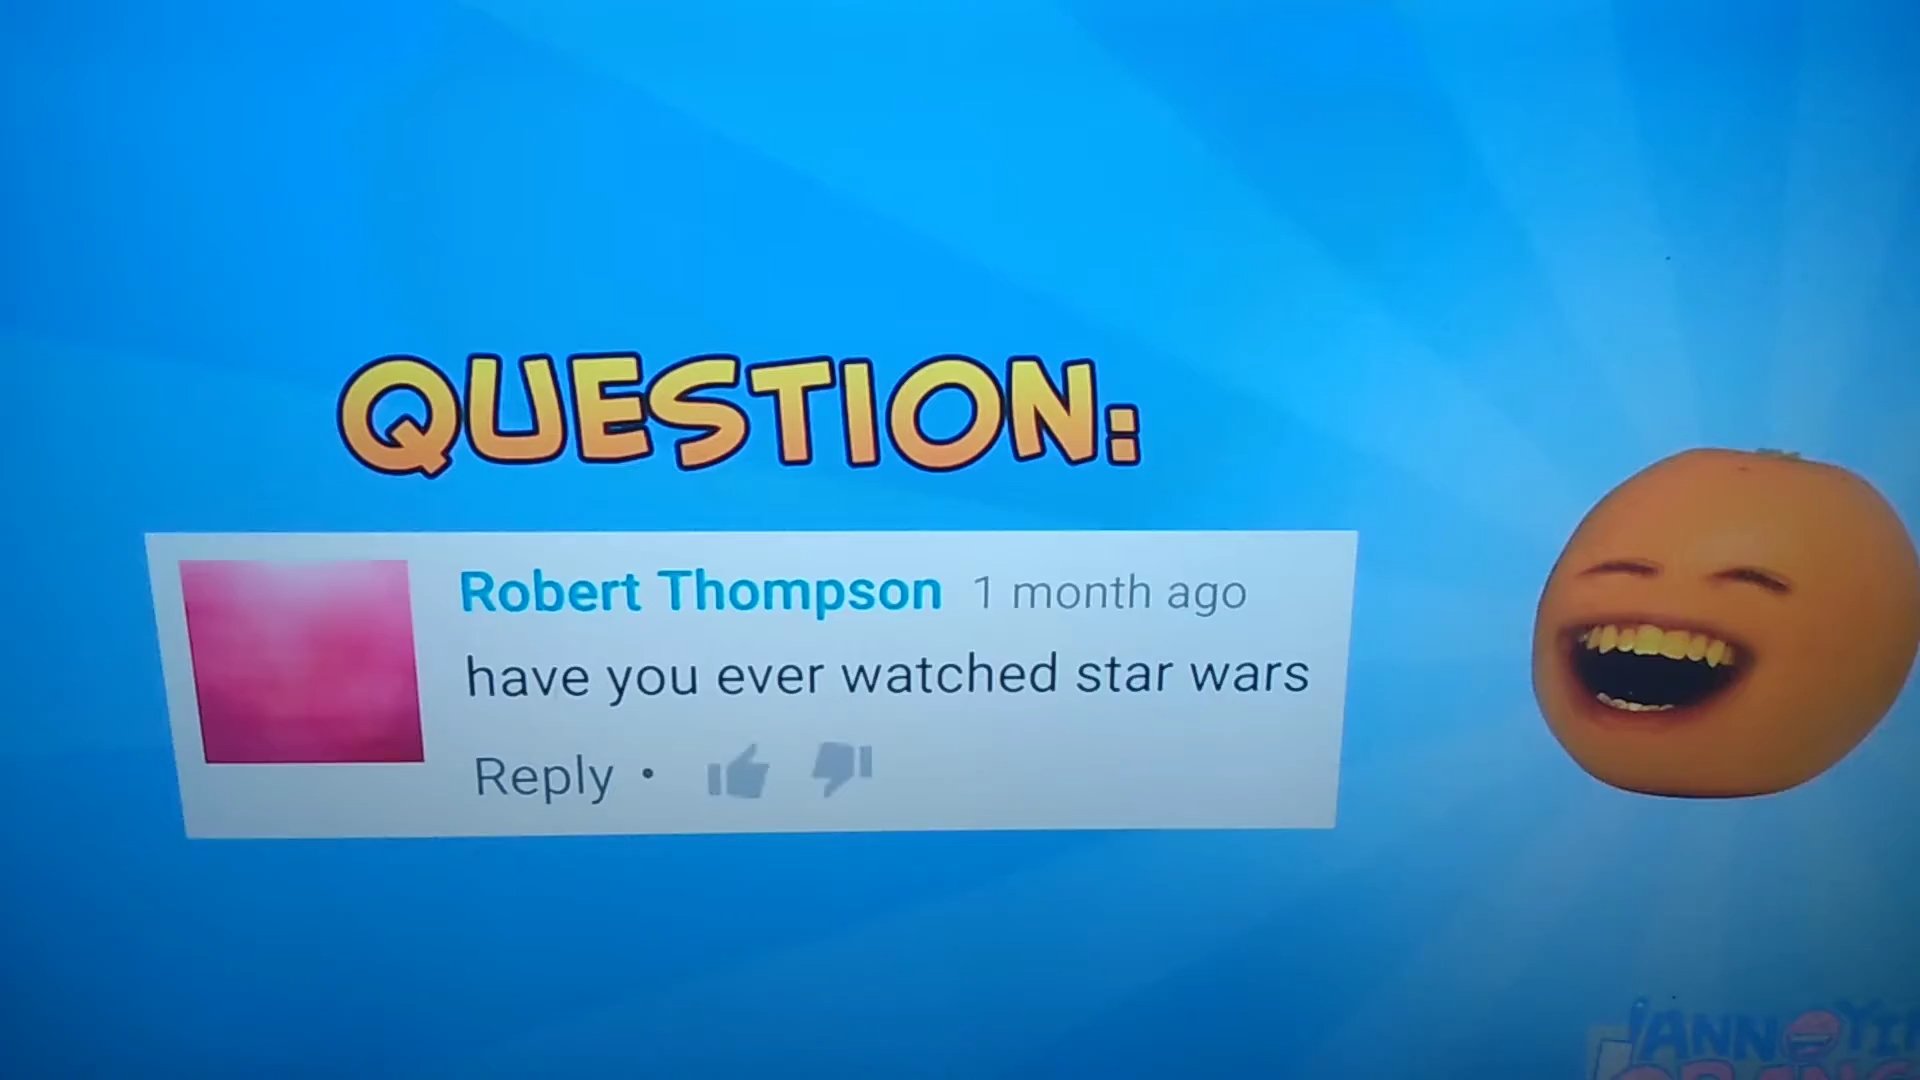 QUESTION:
Robert Thompson 1 month ago
have you ever watched star wars
Reply •